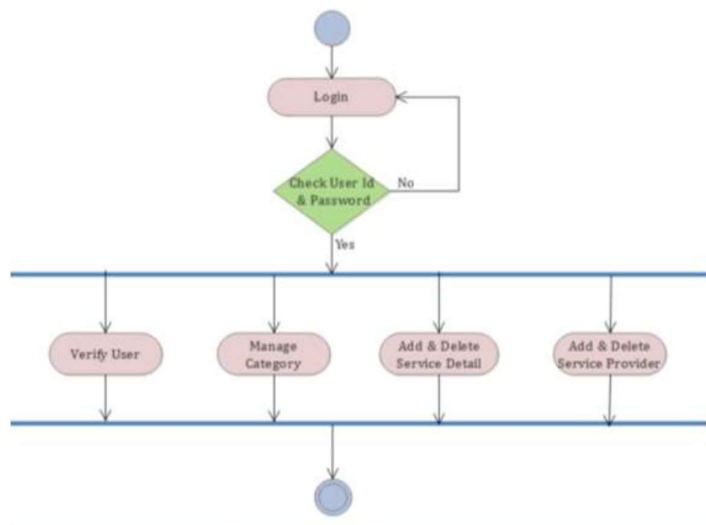 Login
Check User Id
& Password
No
Yes
Verify User
Manage
Category
Add & Delete
Service Detail
Add & Delete
Service Provider